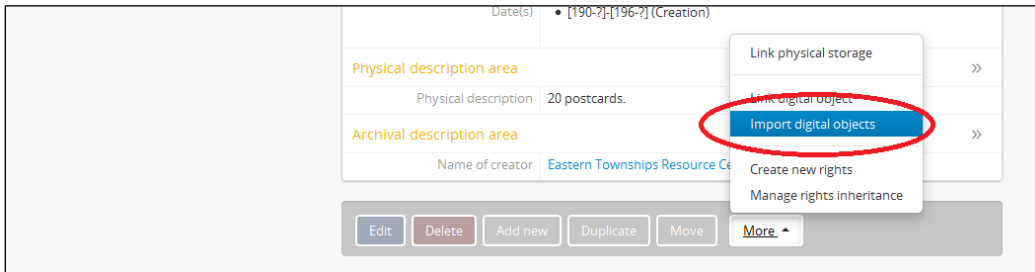 Date(s) • [190-?]-[196-?] (Creation)
Physical description area »
Physical description 20 postcards.
Archival description area »
Name of creator Eastern Townships Resource Ce
Link physical storage
Link digital object
Import digital objects
Create new rights
Manage rights inheritance
Edit Delete Add new Duplicate Move More